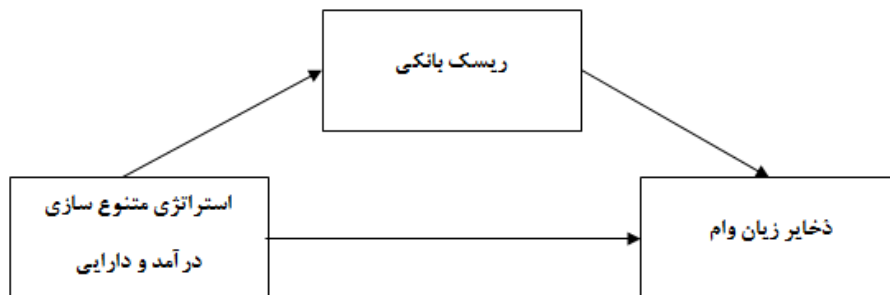 ریسک بانکی
استراتژی متنوع سازی
درآمد و دارایی
ذخایر زیان وام